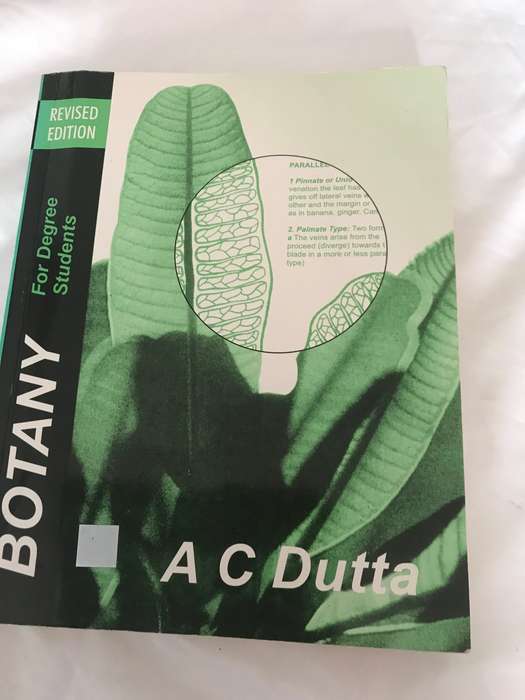 REVISED
EDITION
BOTANY
For Degree
Students
PARALLE
1 Pinnate or Unic
venation the leaf has
gives off lateral veins w
other and the margin or
as in banana, ginger, Can
2. Palmate Type: Two form
a The veins arise from the
proceed (diverge) towards t
blade in a more or less para
type)
A C Dutta